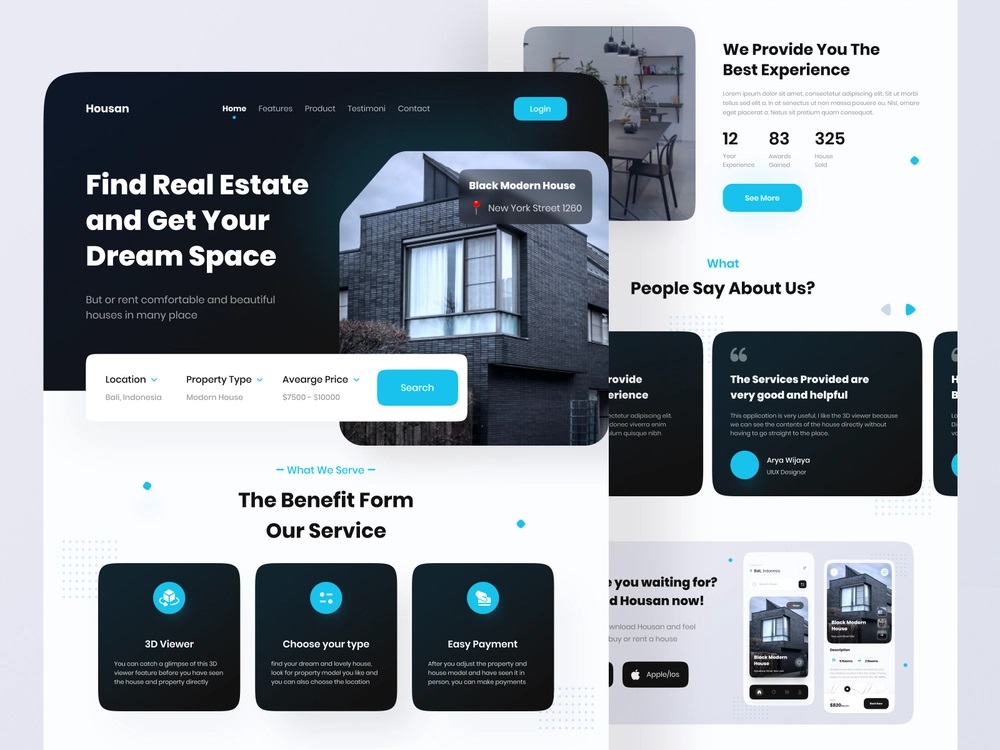 Housan
Home
Features
Product
Testimoni
Contact
Login
Find Real Estate
and Get Your
Dream Space
But or rent comfortable and beautiful
houses in many place
Black Modern House
New York Street 1260
Location
Bali, Indonesia
Property Type
Modern House
Avearge Price
$7500 - $10000
Search
What We Serve
The Benefit Form
Our Service
3D Viewer
You can catch a glimpse of this 3D
viewer feature before you have seen
the house and property directly
Choose your type
find your dream and lovely house,
look for property model you like and
you can also choose the location
Easy Payment
After you adjust the property and
house model and have seen it in
person, you can make payments
We Provide You The
Best Experience
Lorem ipsum dolor sit amet, consectetur adipiscing elit. Sit ut morbi
tellus sed elit a. In at senectus ut non massa posuere eu. Nisl, ornare
eget placerat a. Netus sit pretium quam consequat.
12
Year
Experience
83
Awards
Gained
325
House
Sold
See More
What
People Say About Us?
rovide
erience
ectetur adipiscing elit.
donec viverra enim
ulum quisque nibh
The Services Provided are
very good and helpful
This application is very useful, I like the 3D viewer because
we can see the contents of the house directly without
having to go straight to the place.
Arya Wijaya
UIUX Designer
e you waiting for?
d Housan now!
wnload Housan and feel
buy or rent a house
Apple/Ios
Bali, Indonesia
Black Modern
House
Black Modern
House
Description